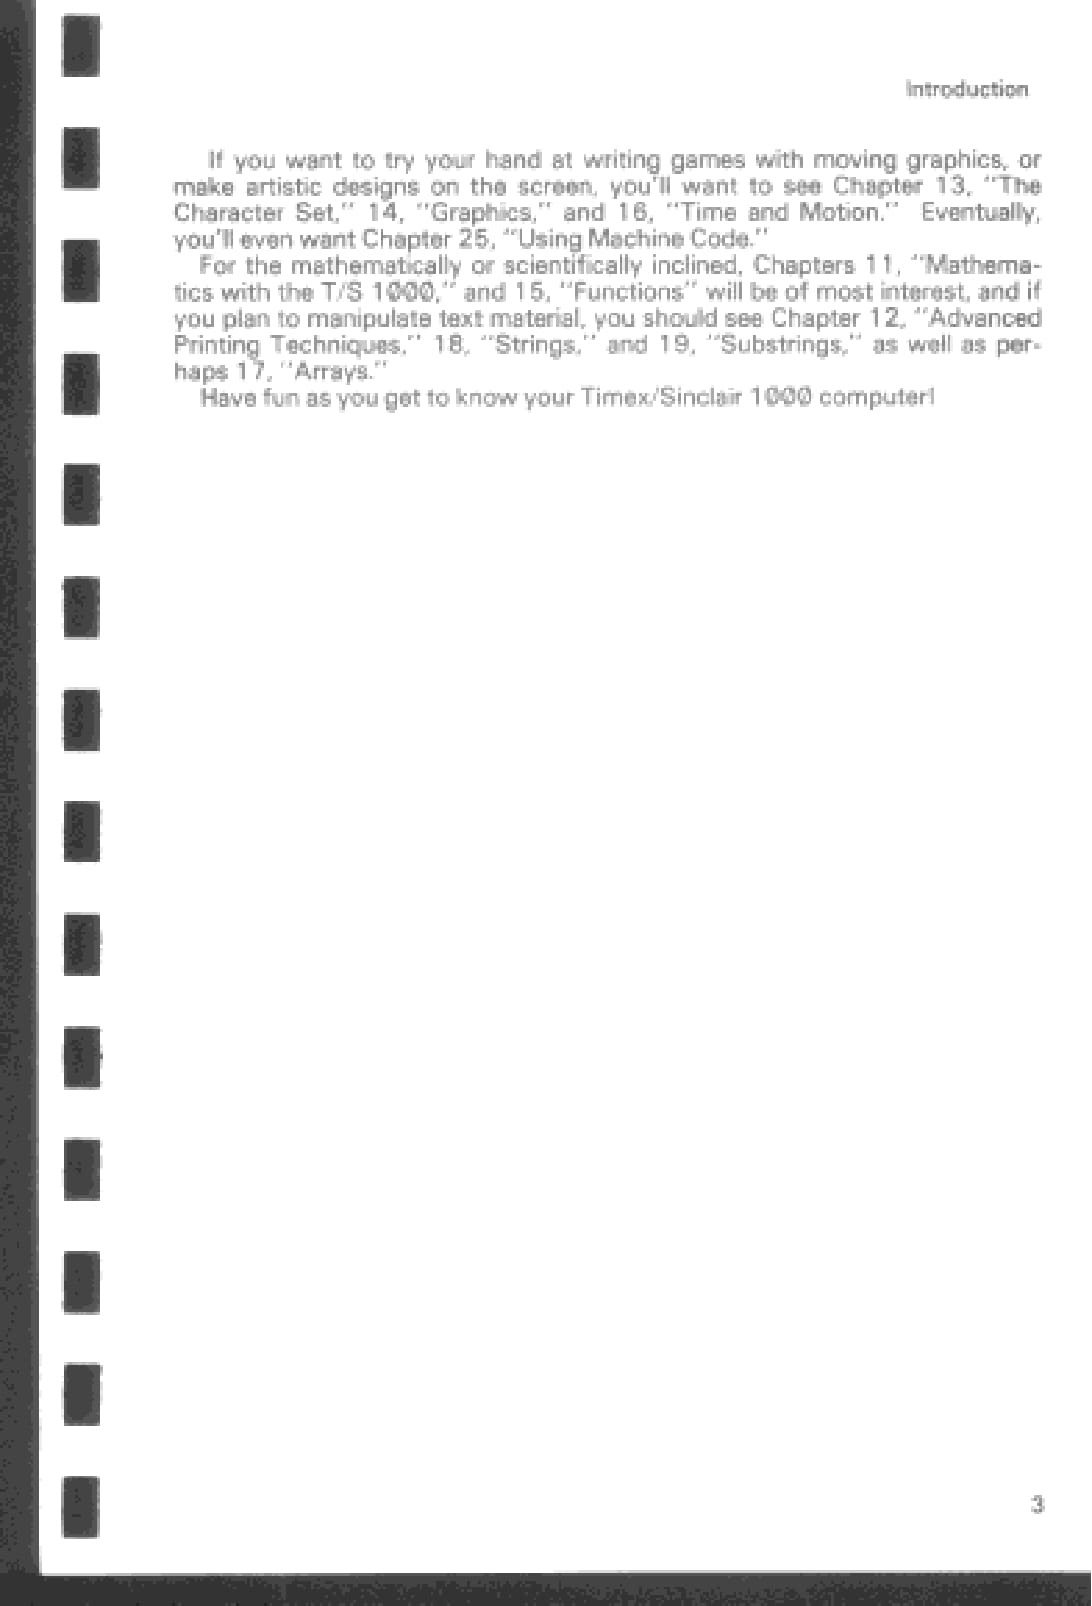 Introduction
If you want to try your hand at writing games with moving graphics, or
make artistic designs on the screen, you'll want to see Chapter 13, "The
Character Set," 14, "Graphics," and 16, "Time and Motion." Eventually,
you'll even want Chapter 25, "Using Machine Code."
For the mathematically or scientifically inclined, Chapters 11, "Mathema-
tics with the T/S 1000," and 15, "Functions" will be of most interest, and if
you plan to manipulate text material, you should see Chapter 12, "Advanced
Printing Techniques," 18, "Strings," and 19, "Substrings," as well as per-
haps 17, "Arrays."
Have fun as you get to know your Timex/Sinclair 1000 computer!
3